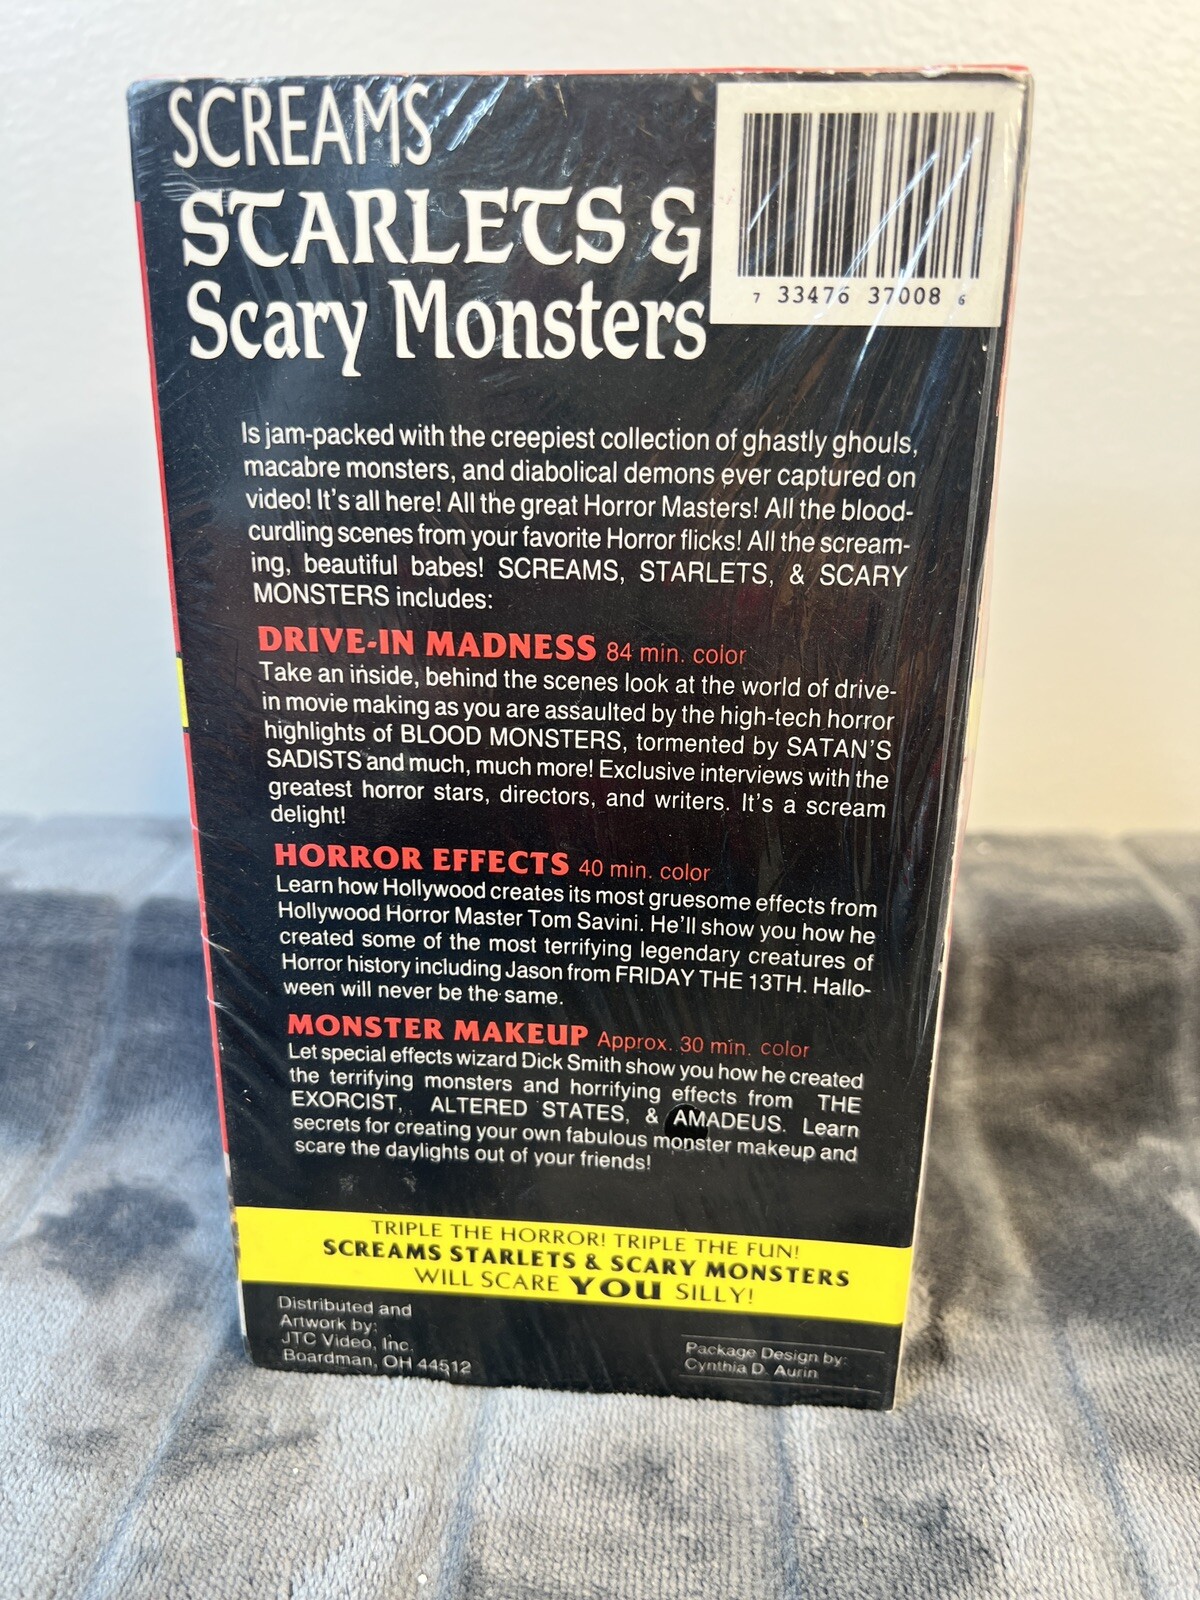 SCREAMS
STARLETS &
Scary Monsters
7 33476 37008 6
Is jam-packed with the creepiest collection of ghastly ghouls,
macabre monsters, and diabolical demons ever captured on
video! It's all here! All the great Horror Masters! All the blood-
curdling scenes from your favorite Horror flicks! All the scream-
ing, beautiful babes! SCREAMS, STARLETS, & SCARY
MONSTERS includes:
DRIVE-IN MADNESS 84 min. color
Take an inside, behind the scenes look at the world of drive-
in movie making as you are assaulted by the high-tech horror
highlights of BLOOD MONSTERS, tormented by SATAN'S
SADISTS and much, much more! Exclusive interviews with the
greatest horror stars, directors, and writers. It's a scream
delight!
HORROR EFFECTS 40 min. color
Learn how Hollywood creates its most gruesome effects from
Hollywood Horror Master Tom Savini. He'll show you how he
created some of the most terrifying legendary creatures of
Horror history including Jason from FRIDAY THE 13TH. Hallo-
ween will never be the same.
MONSTER MAKEUP Approx. 30 min. color
Let special effects wizard Dick Smith show you how he created
the terrifying monsters and horrifying effects from THE
EXORCIST, ALTERED STATES, & AMADEUS. Learn
secrets for creating your own fabulous monster makeup and
scare the daylights out of your friends!
TRIPLE THE HORROR! TRIPLE THE FUN!
SCREAMS STARLETS & SCARY MONSTERS
WILL SCARE YOU SILLY!
Distributed and
Artwork by:
JTC Video, Inc.
Boardman, OH 44512
Package Design by:
Cynthia D. Aurin